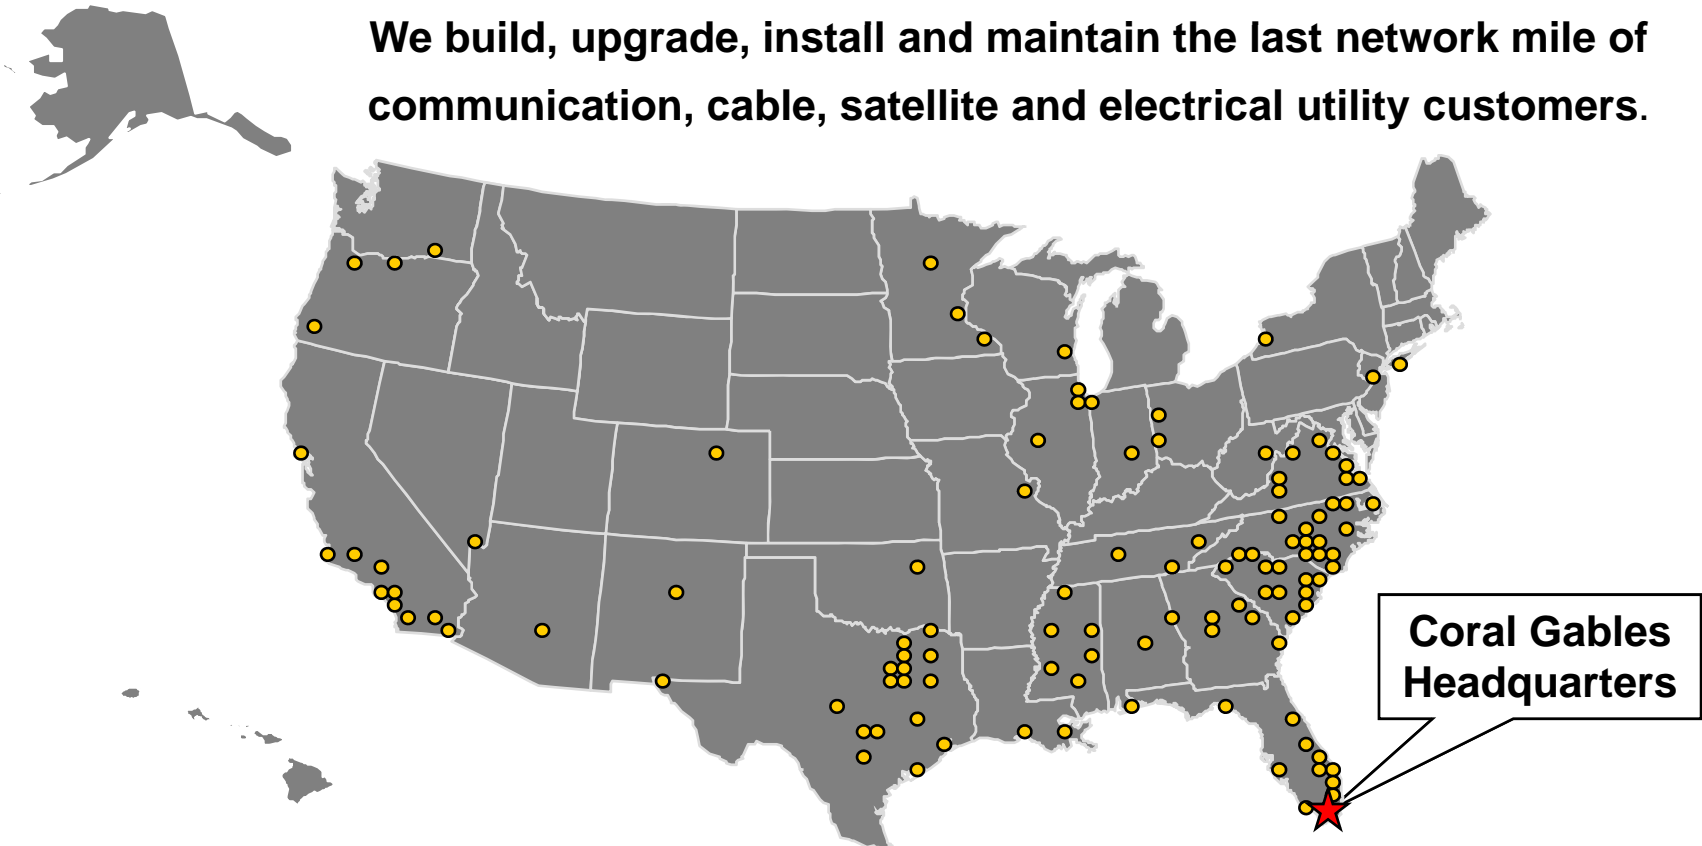 We build, upgrade, install and maintain the last network mile of
communication, cable, satellite and electrical utility customers.
Coral Gables
Headquarters